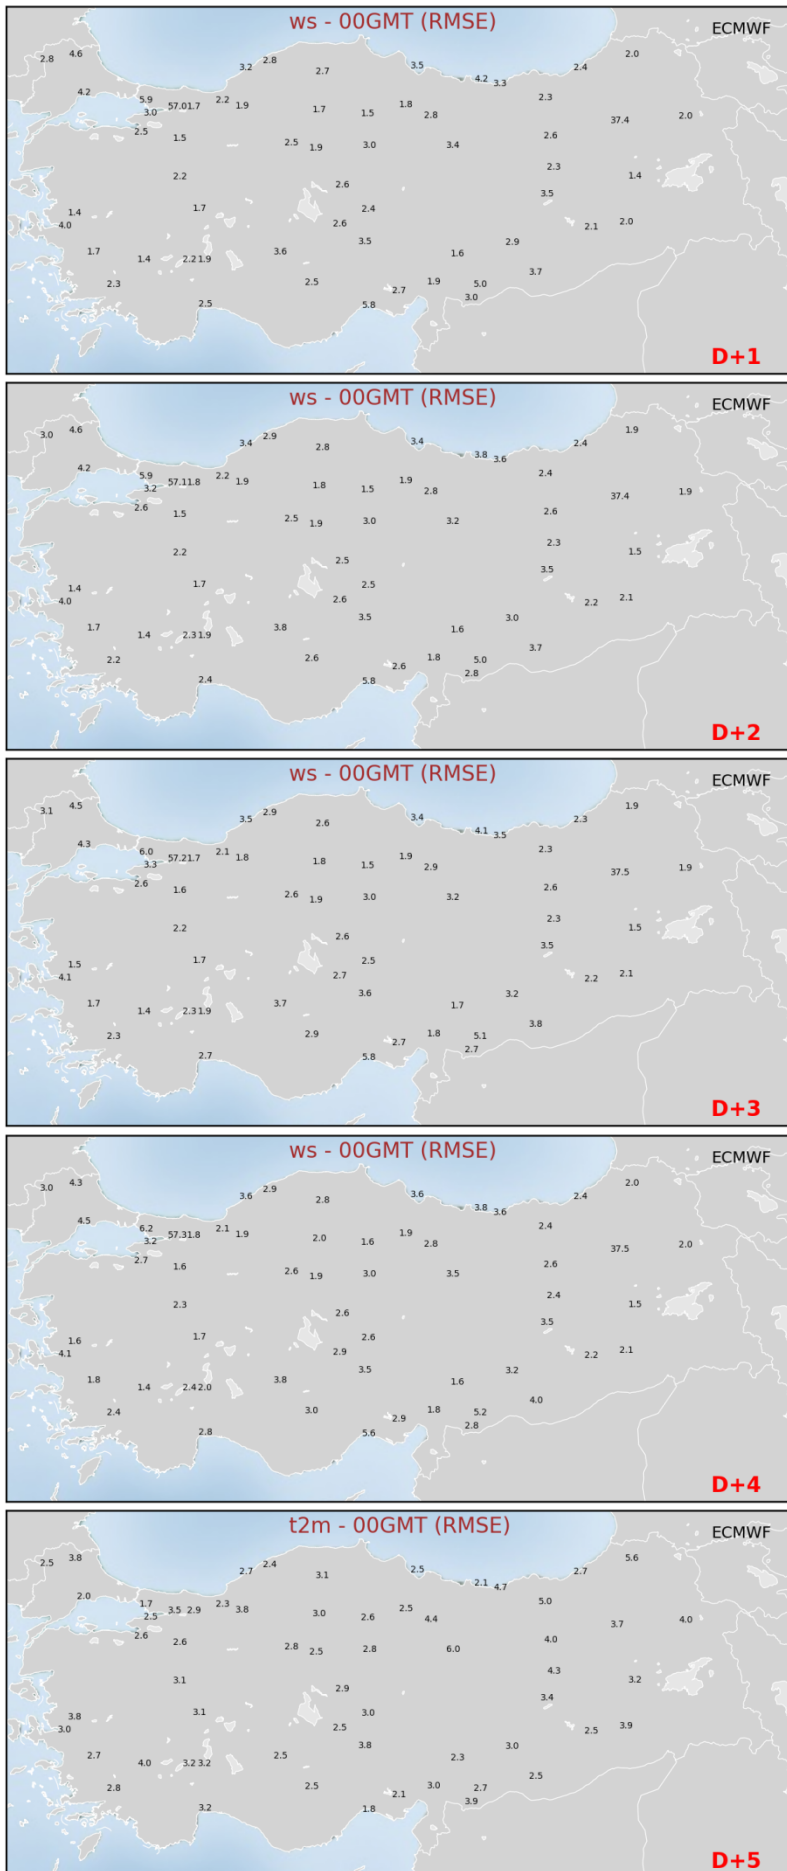 ws - 00GMT (RMSE)
ECMWF
2.8 4.6 3.2 2.8 2.7 3.5 4.2 3.3 2.4 2.0
4.2 5.9 3.0 57.01.7 2.2 1.9 1.7 1.5 1.8 2.8 2.3 37.4 2.0
2.5 1.5 2.5 1.9 3.0 3.4 2.6
2.2 2.6 2.3 1.4
1.4 4.0 1.7 2.6 2.4 3.5 2.1 2.0
1.7 1.4 2.2 1.9 3.6 3.5 1.6 2.9
2.3 2.5 2.7 1.9 5.0 3.7
2.5 5.8 3.0
D+1
ws - 00GMT (RMSE)
ECMWF
3.0 4.6 3.4 2.9 2.8 3.4 3.8 3.6 2.4 1.9
4.2 5.9 3.2 57.11.8 2.2 1.9 1.8 1.5 1.9 2.8 2.4 37.4 1.9
2.6 1.5 2.5 1.9 3.0 3.2 2.6
2.2 2.5 2.3 1.5
1.4 4.0 1.7 2.6 2.5 3.5 2.2 2.1
1.7 1.4 2.3 1.9 3.8 3.5 1.6 3.0
2.2 2.6 2.6 1.8 5.0 3.7
2.4 5.8 2.8
D+2
ws - 00GMT (RMSE)
ECMWF
3.1 4.5 3.5 2.9 2.6 3.4 4.1 3.5 2.3 1.9
4.3 6.0 3.3 57.21.7 2.1 1.8 1.8 1.5 1.9 2.9 2.3 37.5 1.9
2.6 1.6 2.6 1.9 3.0 3.2 2.6
2.2 2.6 2.3 1.5
1.5 4.1 1.7 2.7 2.5 3.5 2.2 2.1
1.7 1.4 2.3 1.9 3.7 3.6 1.7 3.2
2.3 2.9 2.7 1.8 5.1 3.8
2.7 5.8 2.7
D+3
ws - 00GMT (RMSE)
ECMWF
3.0 4.3 3.6 2.9 2.8 3.6 3.8 3.6 2.4 2.0
4.5 6.2 3.2 57.31.8 2.1 1.9 2.0 1.6 1.9 2.8 2.4 37.5 2.0
2.7 1.6 2.6 1.9 3.0 3.5 2.6
2.3 2.6 2.4 1.5
1.6 4.1 1.7 2.9 2.6 3.5 2.2 2.1
1.8 1.4 2.4 2.0 3.8 3.5 1.6 3.2
2.4 3.0 2.9 1.8 5.2 4.0
2.8 5.6 2.8
D+4
t2m - 00GMT (RMSE)
ECMWF
2.5 3.8 2.7 2.4 3.1 2.5 2.1 4.7 2.7 5.6
2.0 1.7 2.5 3.5 2.9 2.3 3.8 3.0 2.6 2.5 4.4 5.0 3.7 4.0
2.6 2.6 2.8 2.5 2.8 6.0 4.0
3.1 2.9 4.3 3.2
3.8 3.0 3.1 2.5 3.0 3.4 2.5 3.9
2.7 4.0 3.2 3.2 2.5 3.8 2.3 3.0
2.8 2.5 2.1 3.0 2.7 2.5
3.2 1.8 3.9
D+5